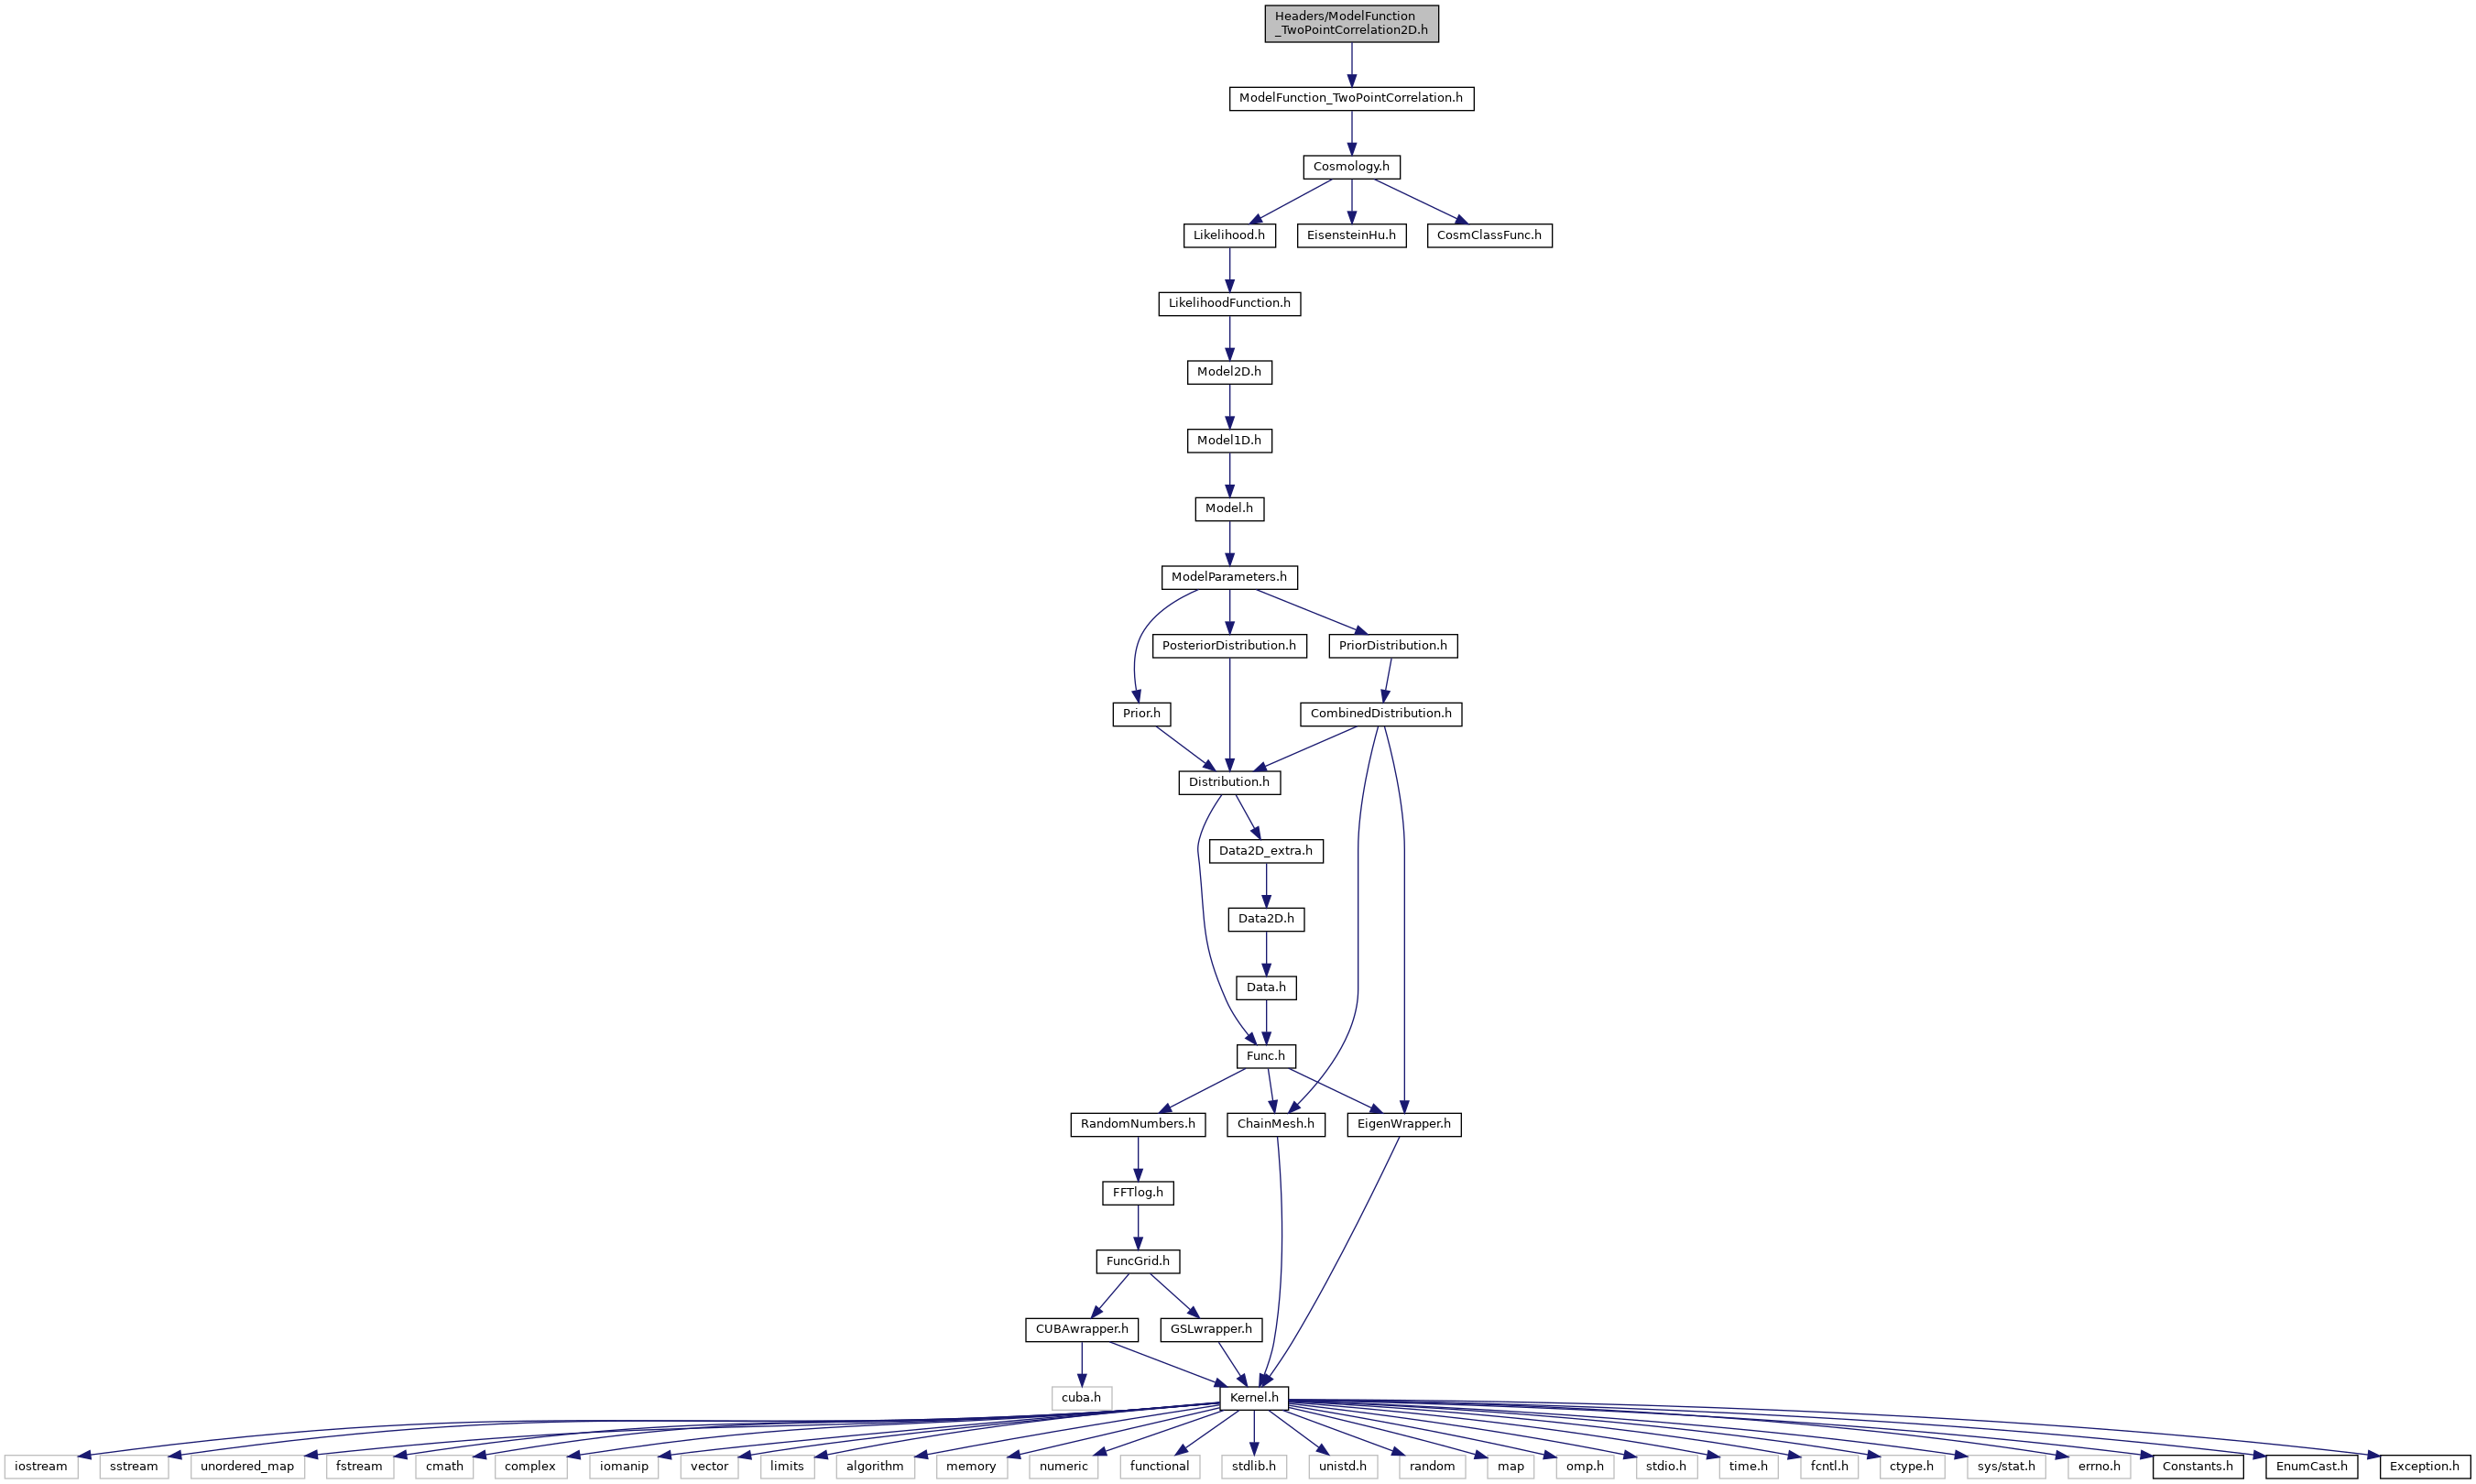 Headers/ModelFunction
_TwoPointCorrelation2D.h
ModelFunction_TwoPointCorrelation.h
Cosmology.h
Likelihood.h
EisensteinHu.h
CosmClassFunc.h
LikelihoodFunction.h
Model2D.h
Model1D.h
Model.h
ModelParameters.h
PosteriorDistribution.h
PriorDistribution.h
Prior.h
CombinedDistribution.h
Distribution.h
Data2D_extra.h
Data2D.h
Data.h
Func.h
RandomNumbers.h
ChainMesh.h
EigenWrapper.h
FFTlog.h
FuncGrid.h
CUBAwrapper.h
GSLwrapper.h
cuba.h
Kernel.h
iostream
sstream
unordered_map
fstream
cmath
complex
iomanip
vector
limits
algorithm
memory
numeric
functional
stdlib.h
unistd.h
random
map
omp.h
stdio.h
time.h
fcntl.h
ctype.h
sys/stat.h
errno.h
Constants.h
EnumCast.h
Exception.h